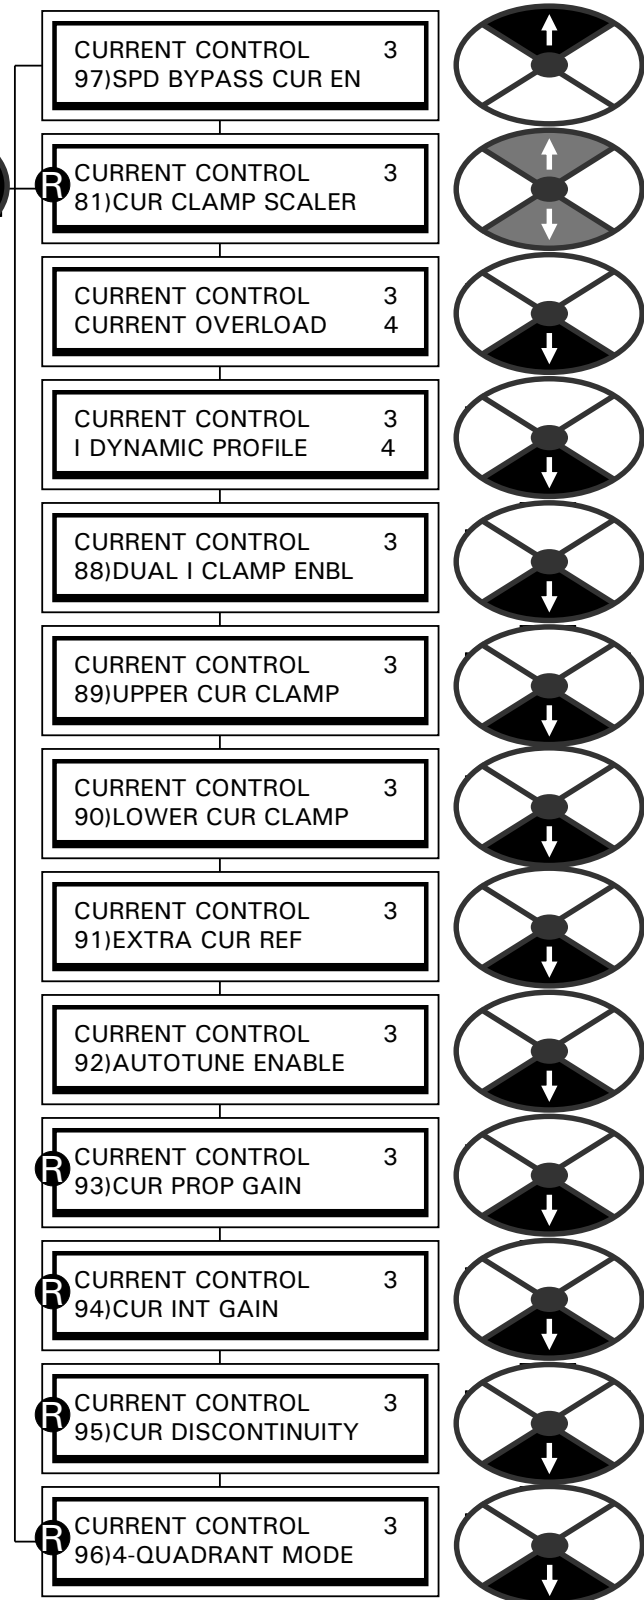 CURRENT CONTROL 3
97)SPD BYPASS CUR EN
R
CURRENT CONTROL 3
81)CUR CLAMP SCALER
CURRENT CONTROL 3
CURRENT OVERLOAD 4
CURRENT CONTROL 3
I DYNAMIC PROFILE 4
CURRENT CONTROL 3
88)DUAL I CLAMP ENBL
CURRENT CONTROL 3
89)UPPER CUR CLAMP
CURRENT CONTROL 3
90)LOWER CUR CLAMP
CURRENT CONTROL 3
91)EXTRA CUR REF
CURRENT CONTROL 3
92)AUTOTUNE ENABLE
R
CURRENT CONTROL 3
93)CUR PROP GAIN
R
CURRENT CONTROL 3
94)CUR INT GAIN
R
CURRENT CONTROL 3
95)CUR DISCONTINUITY
R
CURRENT CONTROL 3
96)4-QUADRANT MODE